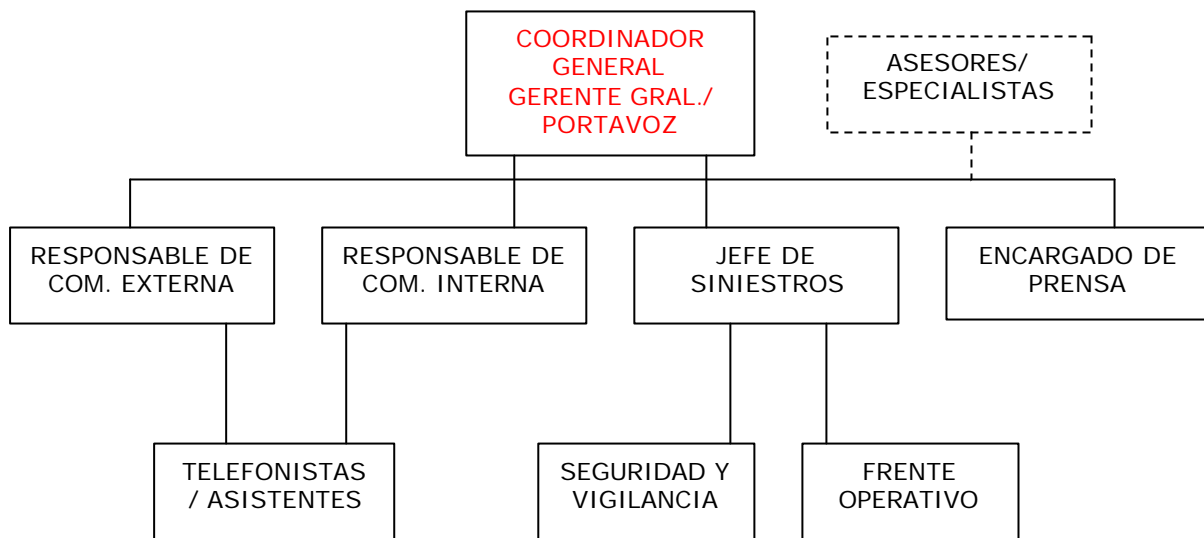 COORDINADOR
GENERAL
GERENTE GRAL./
PORTAVOZ
ASESORES/
ESPECIALISTAS
RESPONSABLE DE
COM. EXTERNA
RESPONSABLE DE
COM. INTERNA
JEFE DE
SINIESTROS
ENCARGADO DE
PRENSA
TELEFONISTAS
/ ASISTENTES
SEGURIDAD Y
VIGILANCIA
FRENTE
OPERATIVO